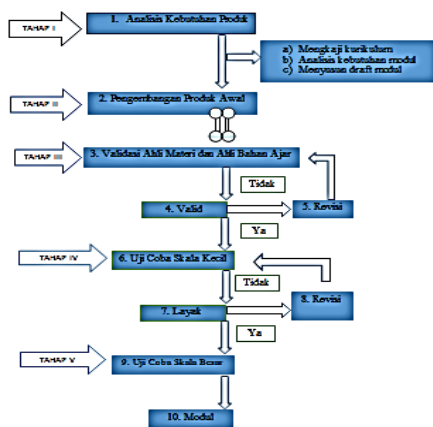 TAHAP I
1. Analisis Kebutuhan Produk
a) Mengkaji kurikulum
b) Analisis kebutuhan modul
c) Menyusun draft modul
TAHAP II
2. Pengembangan Produk Awal
TAHAP III
3. Validasi Ahli Materi dan Ahli Bahan Ajar
Tidak
4. Valid
5. Revisi
Ya
TAHAP IV
6. Uji Coba Skala Kecil
Tidak
7. Layak
8. Revisi
Ya
TAHAP V
9. Uji Coba Skala Besar
10. Modul